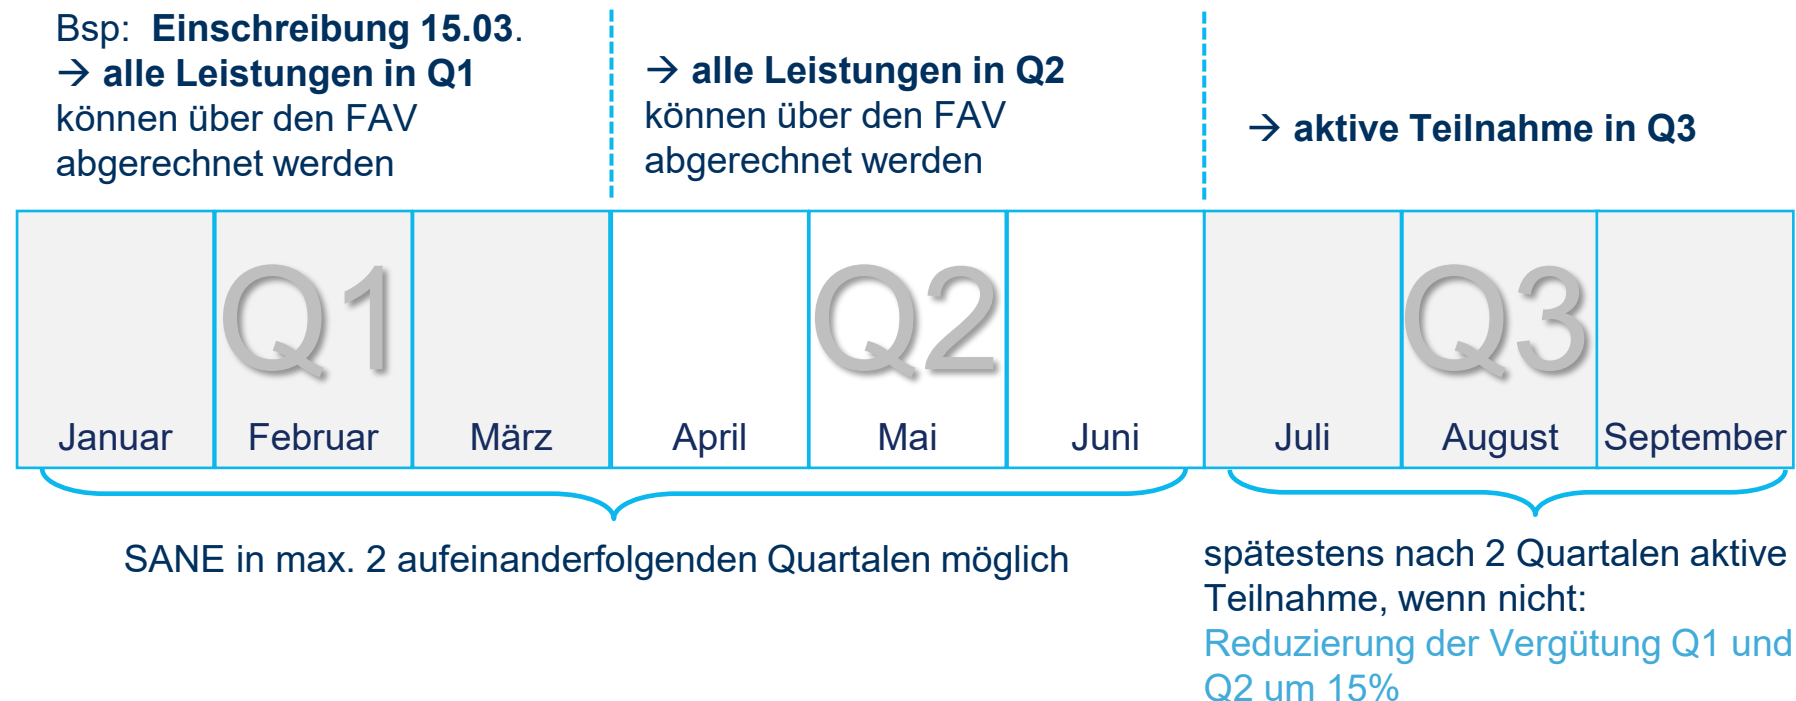 Bsp: Einschreibung 15.03.
→ alle Leistungen in Q1
können über den FAV
abgerechnet werden
→ alle Leistungen in Q2
können über den FAV
abgerechnet werden
→ aktive Teilnahme in Q3
Q1
Q2
Q3
Januar
Februar
März
April
Mai
Juni
Juli
August
September
SANE in max. 2 aufeinanderfolgenden Quartalen möglich
spätestens nach 2 Quartalen aktive
Teilnahme, wenn nicht:
Reduzierung der Vergütung Q1 und
Q2 um 15%